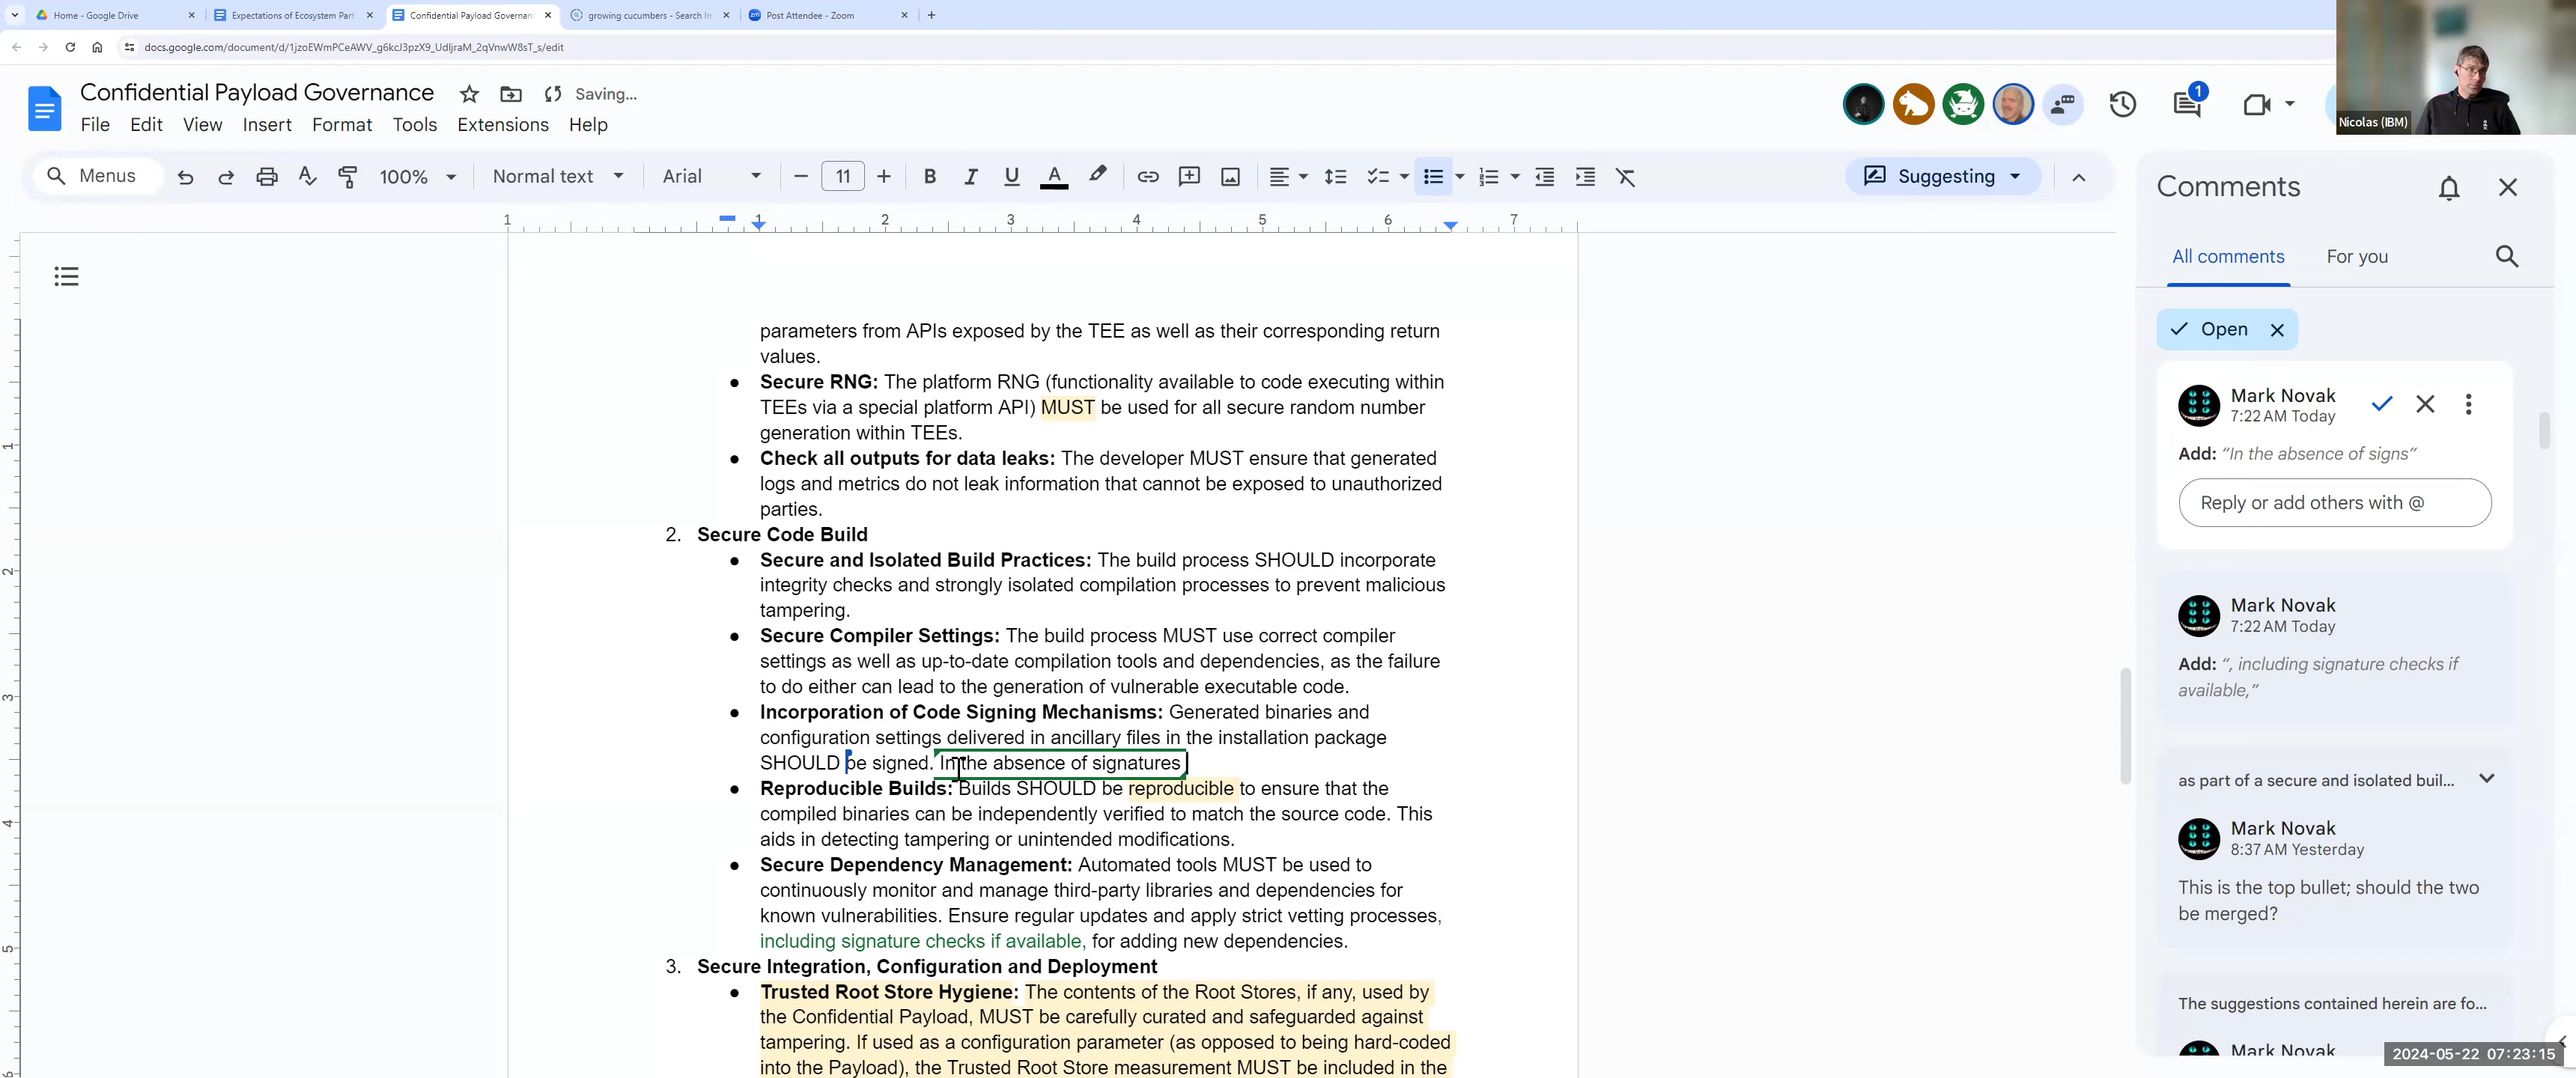 Home - Google Drive
Expectations of Ecosystem Part
Confidential Payload Governan
growing cucumbers - Search Im
Post Attendee - Zoom
docs.google.com/document/d/1jzoEWmPCeAWV_g6kcJ3pzX9_UdIjraM_2qVnwW8sT_s/edit
Confidential Payload Governance
Saving...
File Edit View Insert Format Tools Extensions Help
1
Nicolas (IBM)
Menus 100% Normal text Arial 11 Suggesting
1 1 2 3 4 5 6 7
parameters from APIs exposed by the TEE as well as their corresponding return
values.
● Secure RNG: The platform RNG (functionality available to code executing within
TEEs via a special platform API) MUST be used for all secure random number
generation within TEEs.
● Check all outputs for data leaks: The developer MUST ensure that generated
logs and metrics do not leak information that cannot be exposed to unauthorized
parties.
2. Secure Code Build
● Secure and Isolated Build Practices: The build process SHOULD incorporate
integrity checks and strongly isolated compilation processes to prevent malicious
tampering.
● Secure Compiler Settings: The build process MUST use correct compiler
settings as well as up-to-date compilation tools and dependencies, as the failure
to do either can lead to the generation of vulnerable executable code.
● Incorporation of Code Signing Mechanisms: Generated binaries and
configuration settings delivered in ancillary files in the installation package
SHOULD be signed. In the absence of signatures
● Reproducible Builds: Builds SHOULD be reproducible to ensure that the
compiled binaries can be independently verified to match the source code. This
aids in detecting tampering or unintended modifications.
● Secure Dependency Management: Automated tools MUST be used to
continuously monitor and manage third-party libraries and dependencies for
known vulnerabilities. Ensure regular updates and apply strict vetting processes,
including signature checks if available, for adding new dependencies.
3. Secure Integration, Configuration and Deployment
● Trusted Root Store Hygiene: The contents of the Root Stores, if any, used by
the Confidential Payload, MUST be carefully curated and safeguarded against
tampering. If used as a configuration parameter (as opposed to being hard-coded
into the Payload), the Trusted Root Store measurement MUST be included in the
1
2
3
4
5
6
Comments
All comments For you
Open
Mark Novak
7:22 AM Today
Add: “In the absence of signs”
Reply or add others with @
Mark Novak
7:22 AM Today
Add: “, including signature checks if
available,”
as part of a secure and isolated buil...
Mark Novak
8:37 AM Yesterday
This is the top bullet; should the two
be merged?
The suggestions contained herein are fo...
Mark Novak
2024-05-22 07:23:15